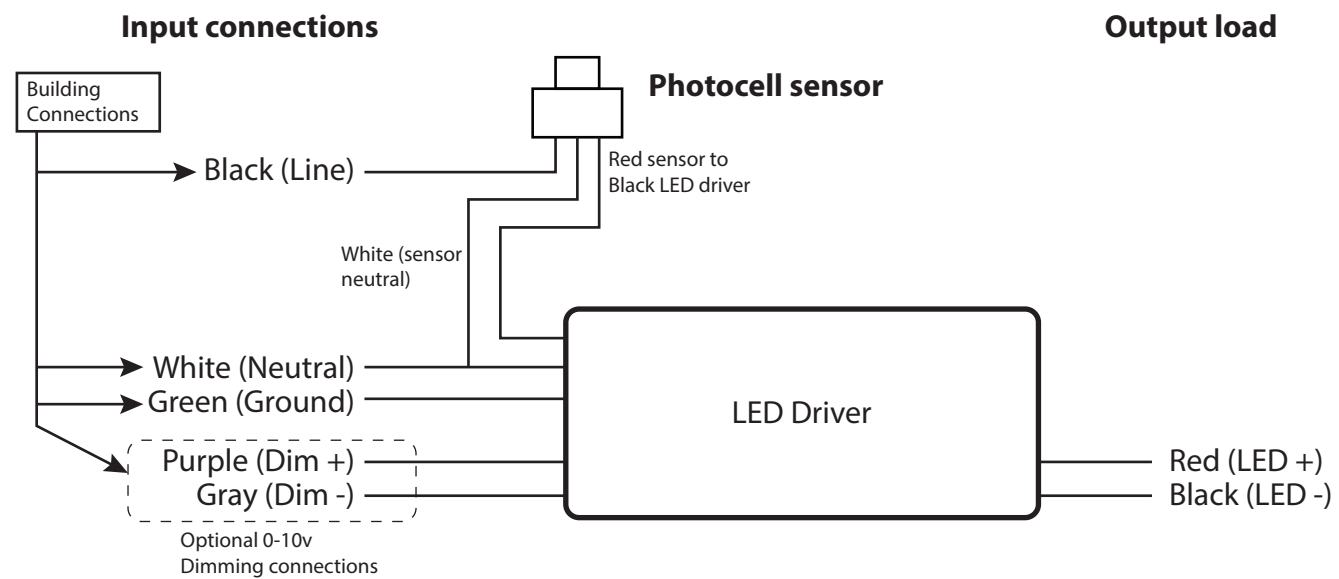 Input connections
Output load
Building
Connections
Photocell sensor
Black (Line)
Red sensor to
Black LED driver
White (sensor
neutral)
White (Neutral)
Green (Ground)
LED Driver
Purple (Dim +)
Gray (Dim -)
Red (LED +)
Black (LED -)
Optional 0-10v
Dimming connections